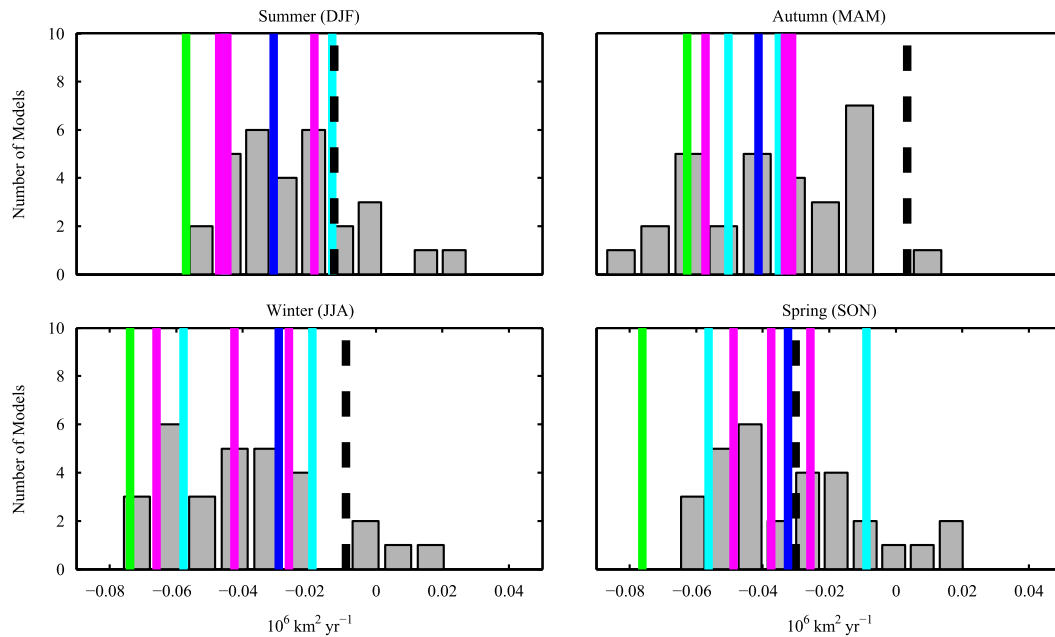 Summer (DJF)
Autumn (MAM)
10
8
6
4
2
0
Number of Models
Winter (JJA)
Spring (SON)
10
8
6
4
2
0
Number of Models
−0.08 −0.06 −0.04 −0.02 0 0.02 0.04
−0.08 −0.06 −0.04 −0.02 0 0.02 0.04
10⁶ km² yr⁻¹
10⁶ km² yr⁻¹